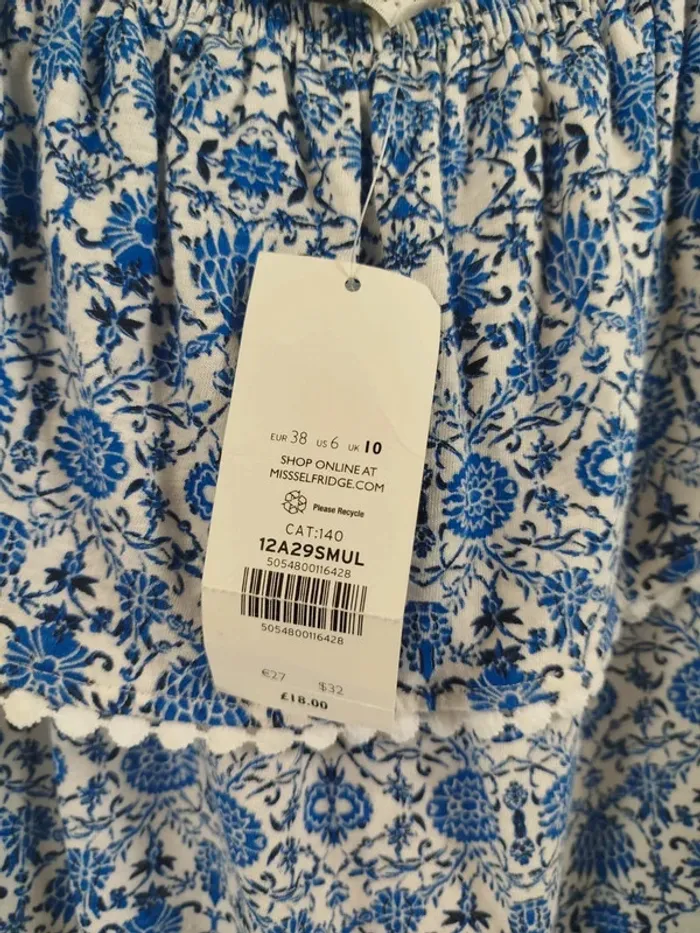 EUR 38 US 6 UK 10
SHOP ONLINE AT
MISSSELFRIDGE.COM
Please Recycle
CAT:140
12A29SMUL
5054800116428
5054800116428
€27 $32
£18.00